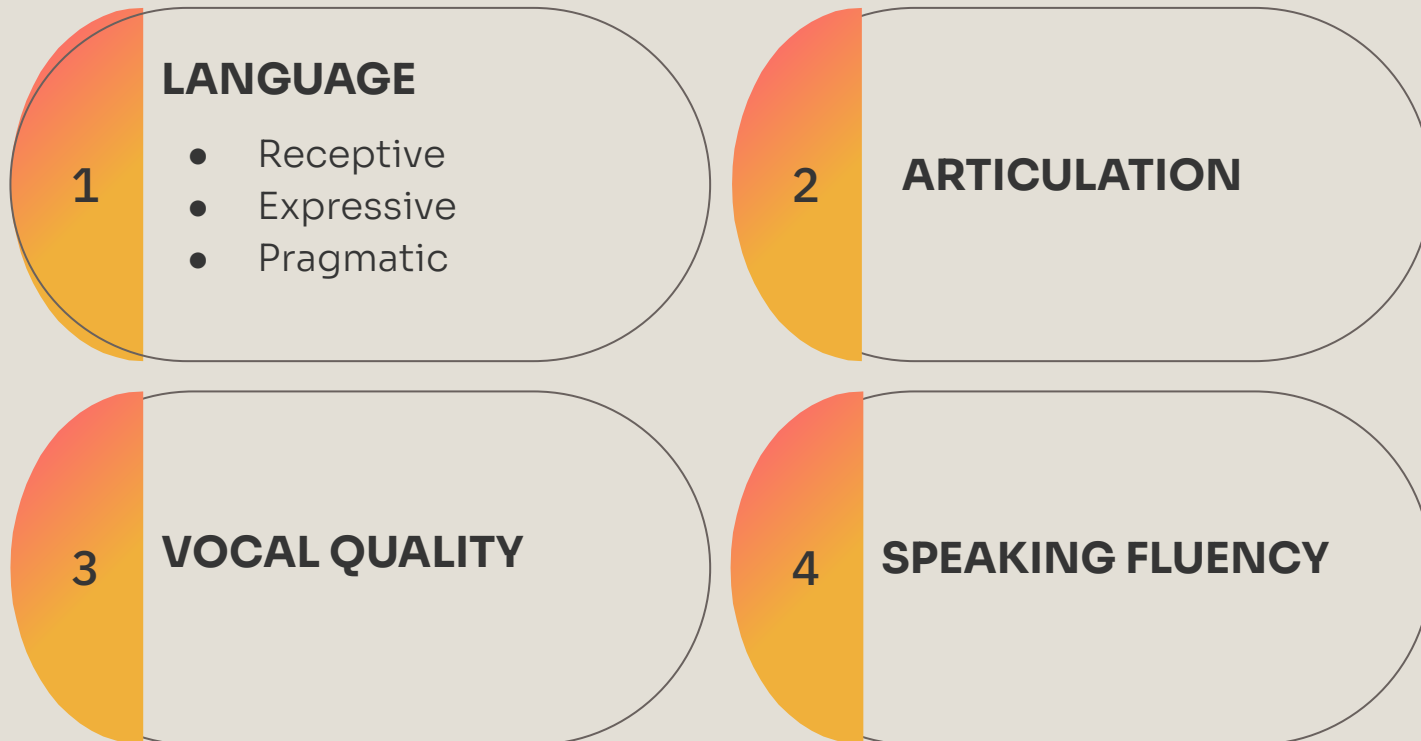 1
LANGUAGE
● Receptive
● Expressive
● Pragmatic
2
ARTICULATION
3
VOCAL QUALITY
4
SPEAKING FLUENCY